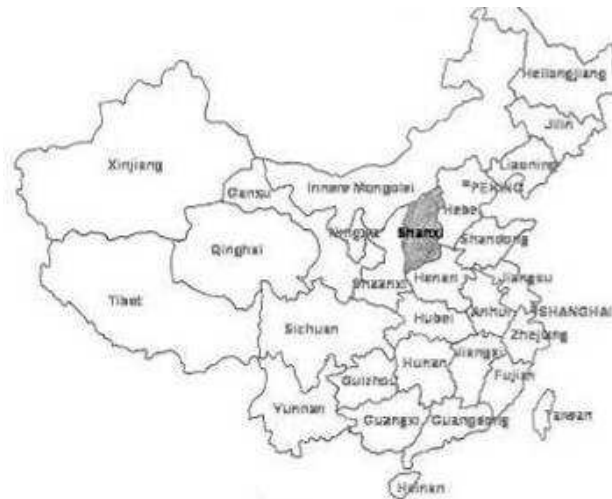 Heilongjiang
Jilin
Liaoning
Xinjiang
Gansu
Innere Mongolei
PEKING
Hebei
Ningxia
Shanxi
Shandong
Qinghai
Shaanxi
Henan
Jiangsu
Tibet
Anhui
SHANGHAI
Hubei
Sichuan
Zhejiang
Hunan
Jiangxi
Guizhou
Fujian
Yunnan
Guangxi
Guangdong
Taiwan
Hainan